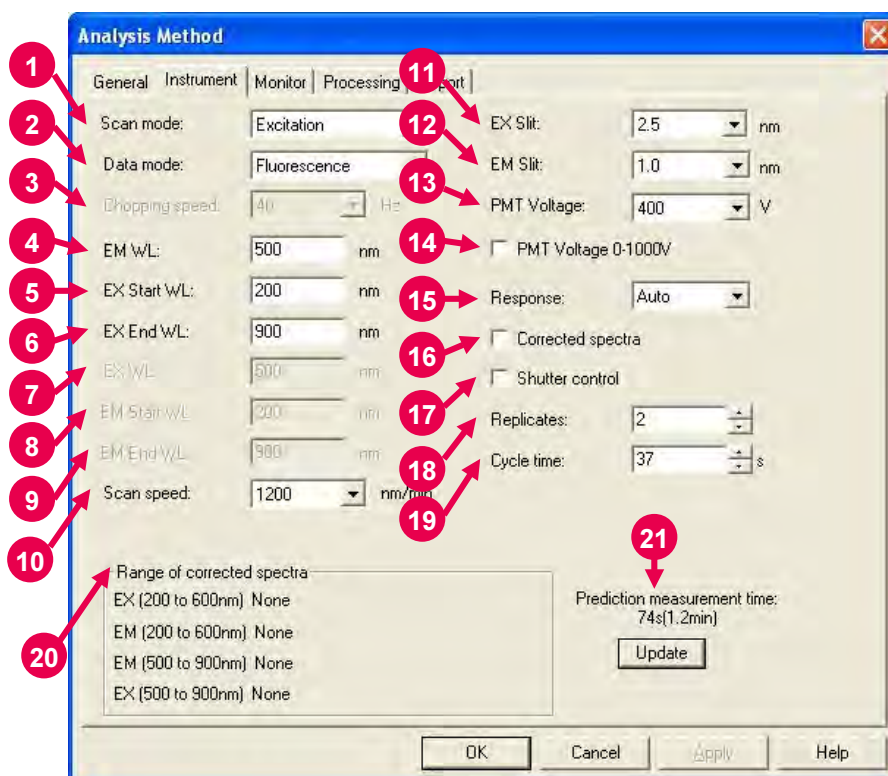 Analysis Method
General Instrument Monitor Processing port
1 Scan mode: Excitation
2 Data mode: Fluorescence
3 Chopping speed: 40 Hz
4 EM WL: 500 nm
5 EX Start WL: 200 nm
6 EX End WL: 900 nm
7 EX WL 500 nm
8 EM Start WL 200 nm
9 EM End WL 900 nm
10 Scan speed: 1200 nm/min
11 EX Slit: 2.5 nm
12 EM Slit: 1.0 nm
13 PMT Voltage: 400 V
14 PMT Voltage 0-1000V
15 Response: Auto
16 Corrected spectra
17 Shutter control
18 Replicates: 2
19 Cycle time: 37 s
20 Range of corrected spectra
EX (200 to 600nm) None
EM (200 to 600nm) None
EM (500 to 900nm) None
EX (500 to 900nm) None
21
Prediction measurement time:
74s(1.2min)
Update
OK Cancel Apply Help